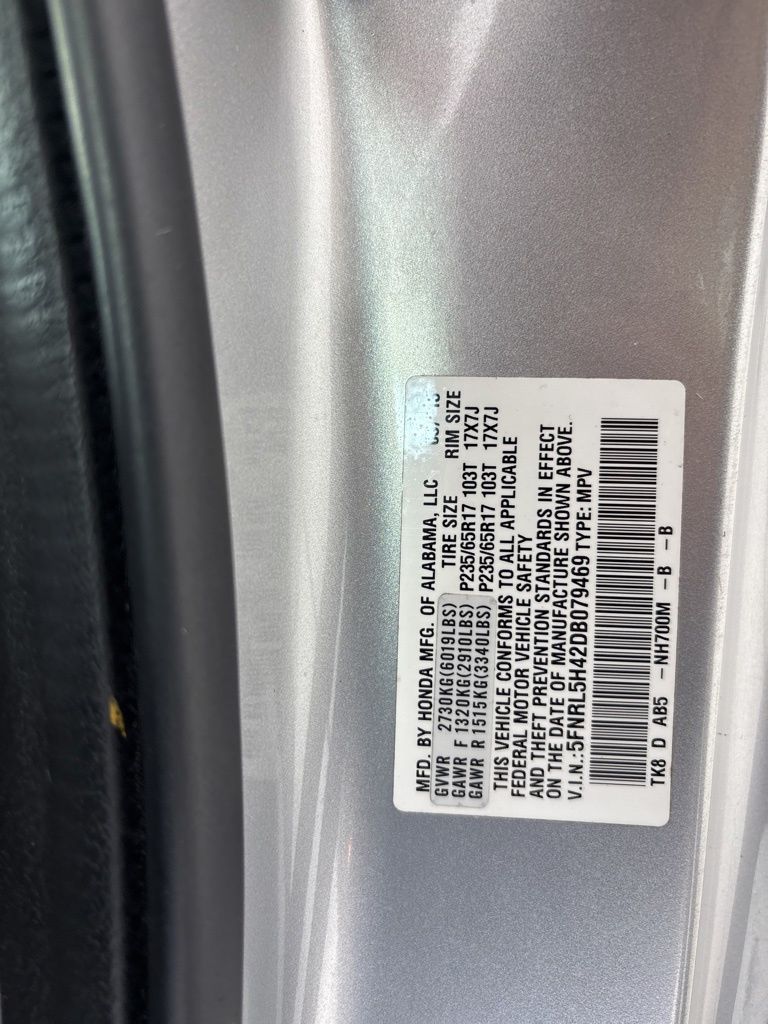 MFD. BY HONDA MFG. OF ALABAMA, LLC
GVWR 2730KG(6019LBS) TIRE SIZE RIM SIZE
GAWR F 1320KG(2910LBS) P235/65R17 103T 17X7J
GAWR R 1515KG(3340LBS) P235/65R17 103T 17X7J
THIS VEHICLE CONFORMS TO ALL APPLICABLE
FEDERAL MOTOR VEHICLE SAFETY
AND THEFT PREVENTION STANDARDS IN EFFECT
ON THE DATE OF MANUFACTURE SHOWN ABOVE.
V.I.N.:5FNRL5H42DB079469 TYPE: MPV
TK8 D AB5 -NH700M -B -B